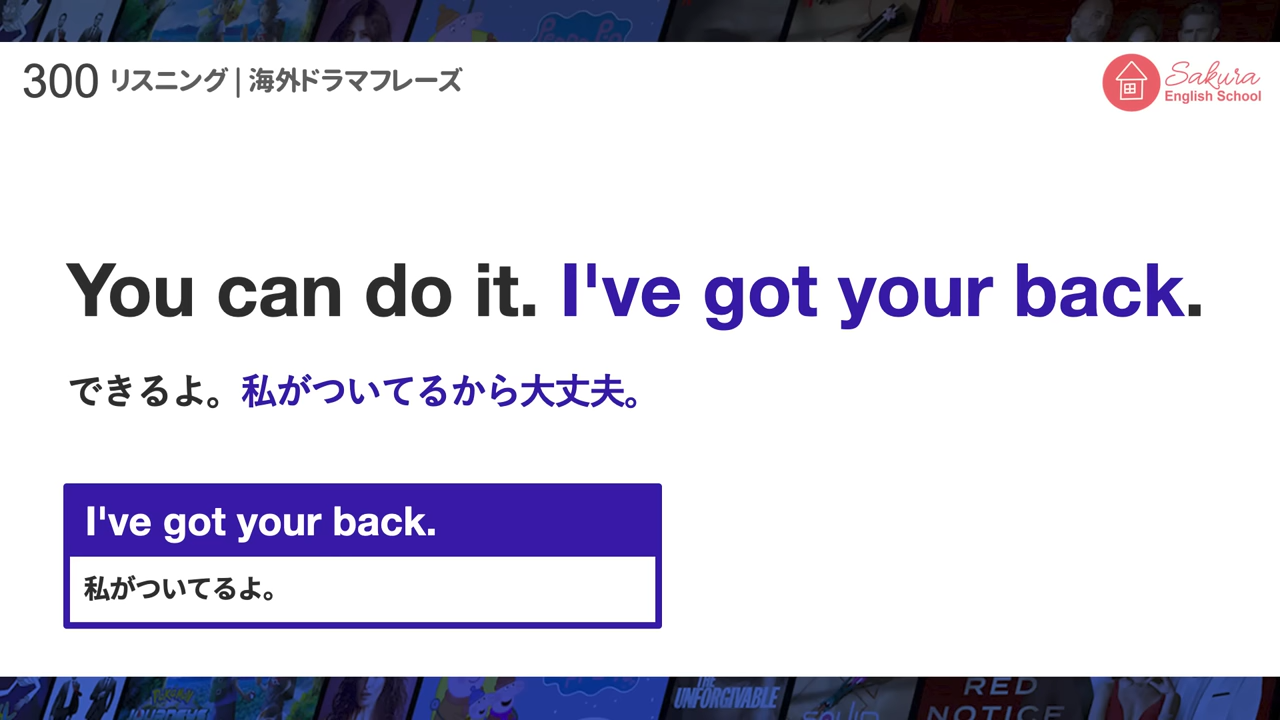 300 リスニング | 海外ドラマフレーズ
Sakura
English School
You can do it. I've got your back.
できるよ。私がついてるから大丈夫。
I've got your back.
私がついてるよ。
POKÉMON
JOURNEYS
THE
UNFORGIVABLE
RED
NOTICE